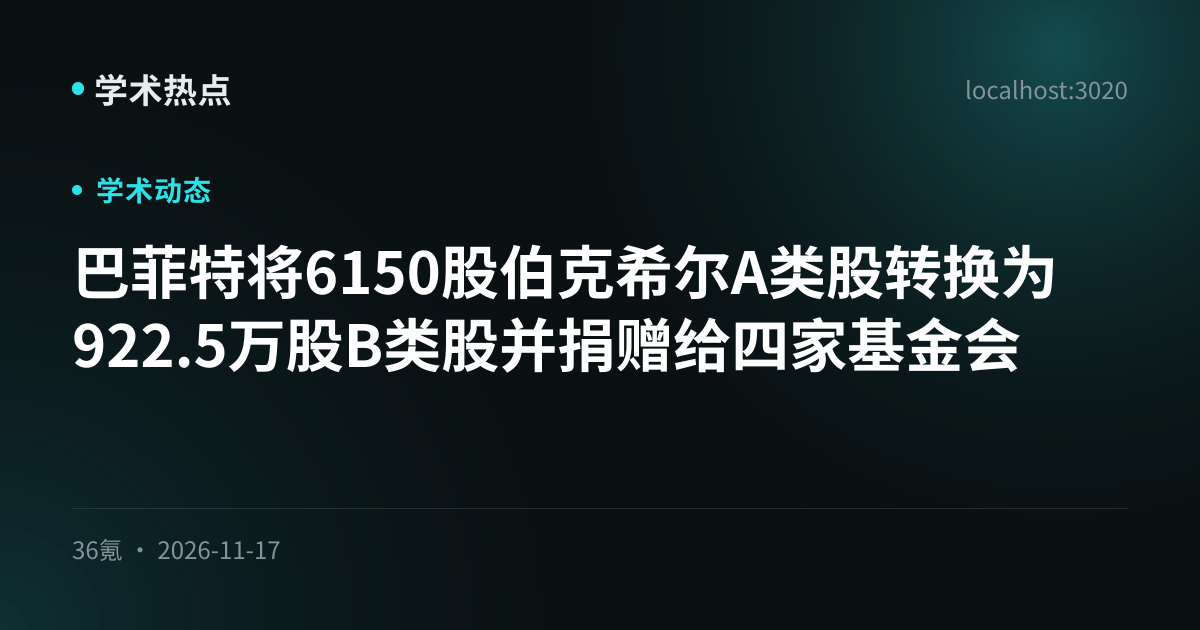 学术热点
localhost:3020
学术动态
巴菲特将6150股伯克希尔A类股转换为
922.5万股B类股并捐赠给四家基金会
36氪 · 2026-11-17